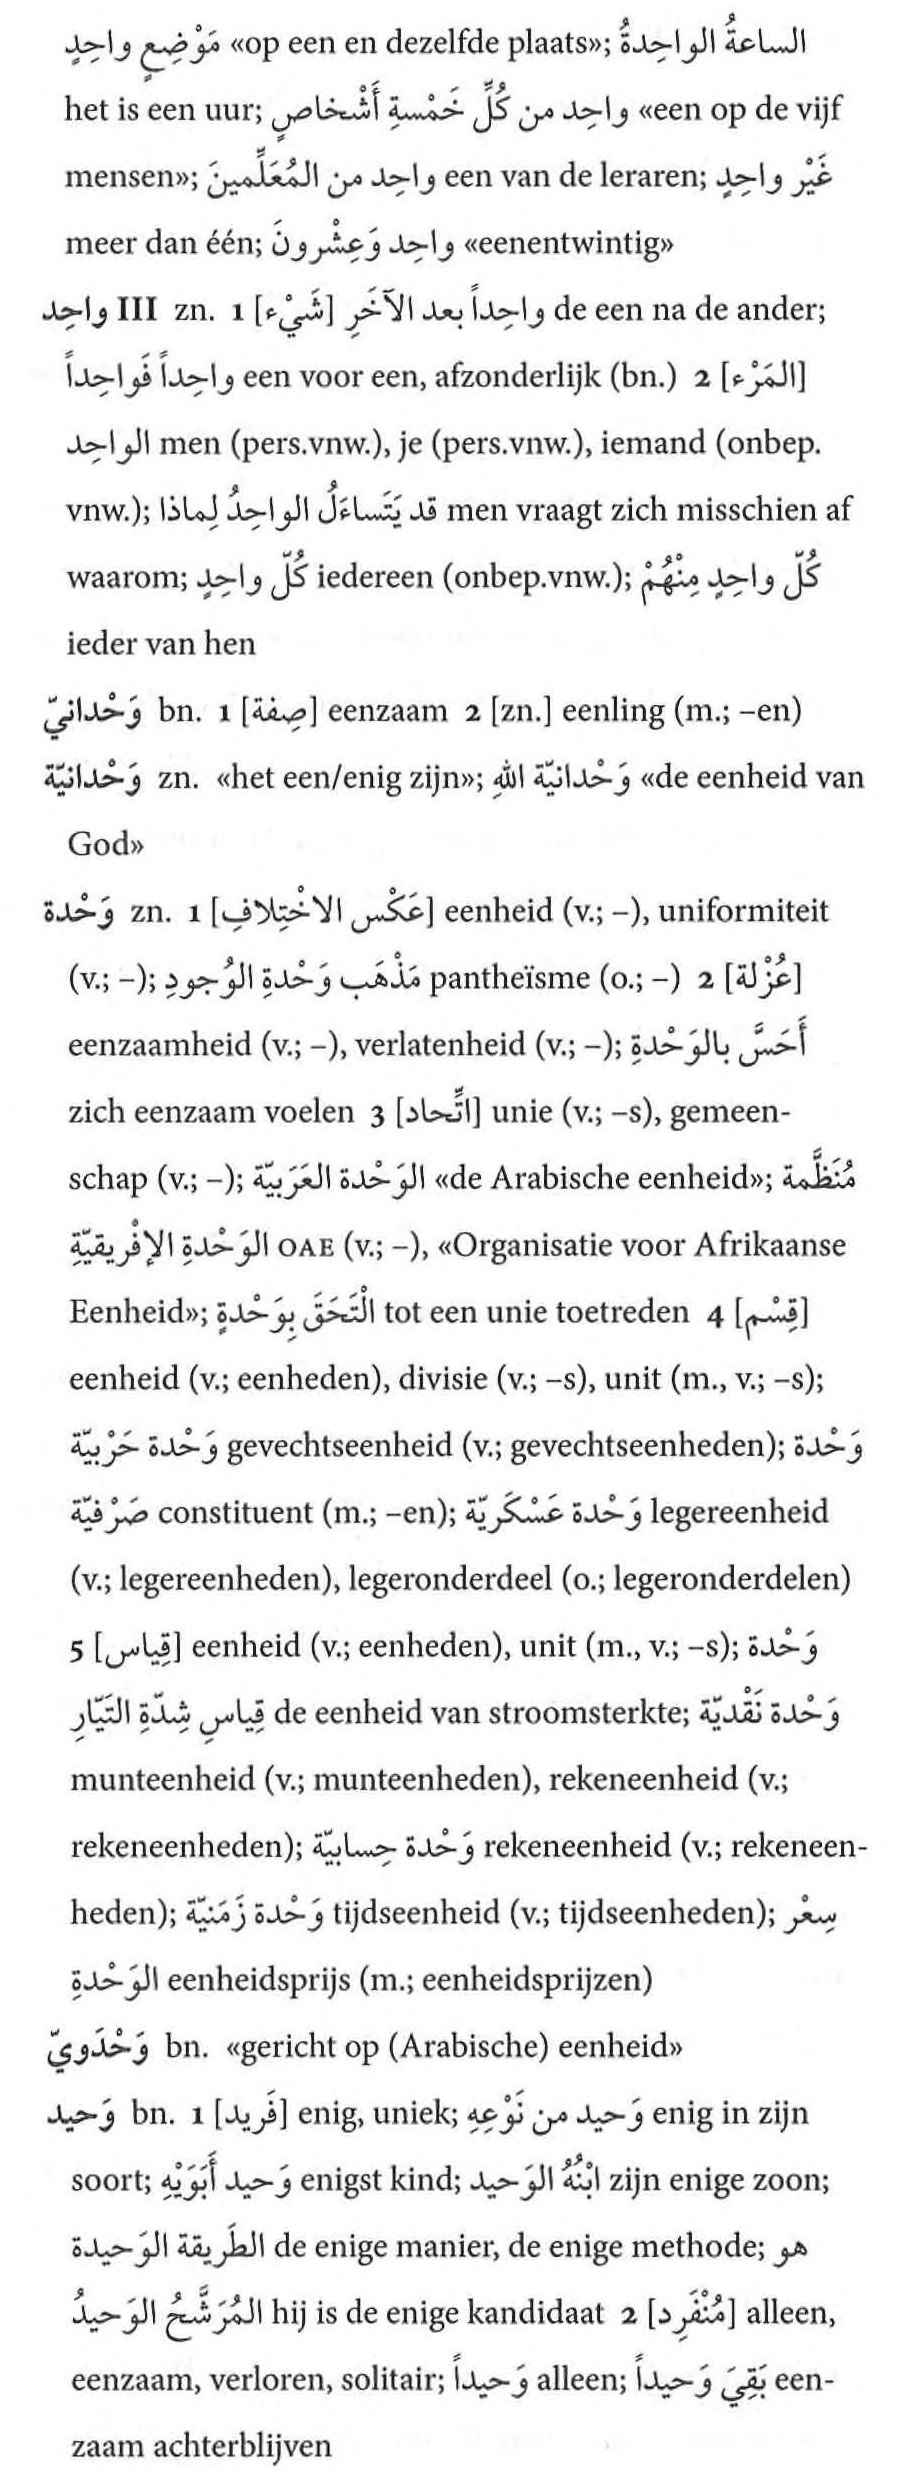 مَوْضِعٍ واحِدٍ «op een en dezelfde plaats»; الساعةُ الواحِدةُ
het is een uur; واحِد من كُلِّ خَمْسةِ أَشْخاصٍ «een op de vijf
mensen»; واحِد من المُعَلِّمينَ een van de leraren; غَيْر واحِدٍ
meer dan één; واحِد وَعِشْرونَ «eenentwintig»
واحِد III zn. 1 [شَيْء] واحِداً بعد الآخَرِ de een na de ander;
واحِداً فَواحِداً een voor een, afzonderlijk (bn.) 2 [المَرْء]
الواحِد men (pers.vnw.), je (pers.vnw.), iemand (onbep.
vnw.); قد يَتَساءَلُ الواحِدُ لِماذا men vraagt zich misschien af
waarom; كُلّ واحِدٍ iedereen (onbep.vnw.); كُلّ واحِدٍ مِنْهُمْ
ieder van hen
وَحْدانيّ bn. 1 [صِفة] eenzaam 2 [zn.] eenling (m.; –en)
وَحْدانيّة zn. «het een/enig zijn»; وَحْدانيّة اللهِ «de eenheid van
God»
وَحْدة zn. 1 [عَكْس الاخْتِلافِ] eenheid (v.; –), uniformiteit
(v.; –); مَذْهَب وَحْدةِ الوُجودِ pantheïsme (o.; –) 2 [عُزْلة]
eenzaamheid (v.; –), verlatenheid (v.; –); أَحَسَّ بالوَحْدةِ
zich eenzaam voelen 3 [اتِّحاد] unie (v.; –s), gemeen-
schap (v.; –); الوَحْدة العَرَبيّة «de Arabische eenheid»; مُنَظَّمة
الوَحْدةِ الإفْريقيّةِ OAE (v.; –), «Organisatie voor Afrikaanse
Eenheid»; الْتَحَقَ بِوَحْدةٍ tot een unie toetreden 4 [قِسْم]
eenheid (v.; eenheden), divisie (v.; –s), unit (m., v.; –s);
وَحْدة حَرْبيّة gevechtseenheid (v.; gevechtseenheden); وَحْدة
صَرْفيّة constituent (m.; –en); وَحْدة عَسْكَريّة legereenheid
(v.; legereenheden), legeronderdeel (o.; legeronderdelen)
5 [قِياس] eenheid (v.; eenheden), unit (m., v.; –s); وَحْدة
قِياسِ شِدّةِ التَيّارِ de eenheid van stroomsterkte; وَحْدة نَقْديّة
munteenheid (v.; munteenheden), rekeneenheid (v.;
rekeneenheden); وَحْدة حِسابيّة rekeneenheid (v.; rekeneen-
heden); وَحْدة زَمَنيّة tijdseenheid (v.; tijdseenheden); سِعْر
الوَحْدةِ eenheidsprijs (m.; eenheidsprijzen)
وَحْدَويّ bn. «gericht op (Arabische) eenheid»
وَحيد bn. 1 [فَريد] enig, uniek; وَحيد من نَوْعِهِ enig in zijn
soort; وَحيد أَبَوَيْهِ enigst kind; ابْنُهُ الوَحيد zijn enige zoon;
الطَريقة الوَحيدة de enige manier, de enige methode; هو
المُرَشَّحُ الوَحيدُ hij is de enige kandidaat 2 [مُنْفَرِد] alleen,
eenzaam, verloren, solitair; وَحيداً alleen; بَقِيَ وَحيداً een-
zaam achterblijven